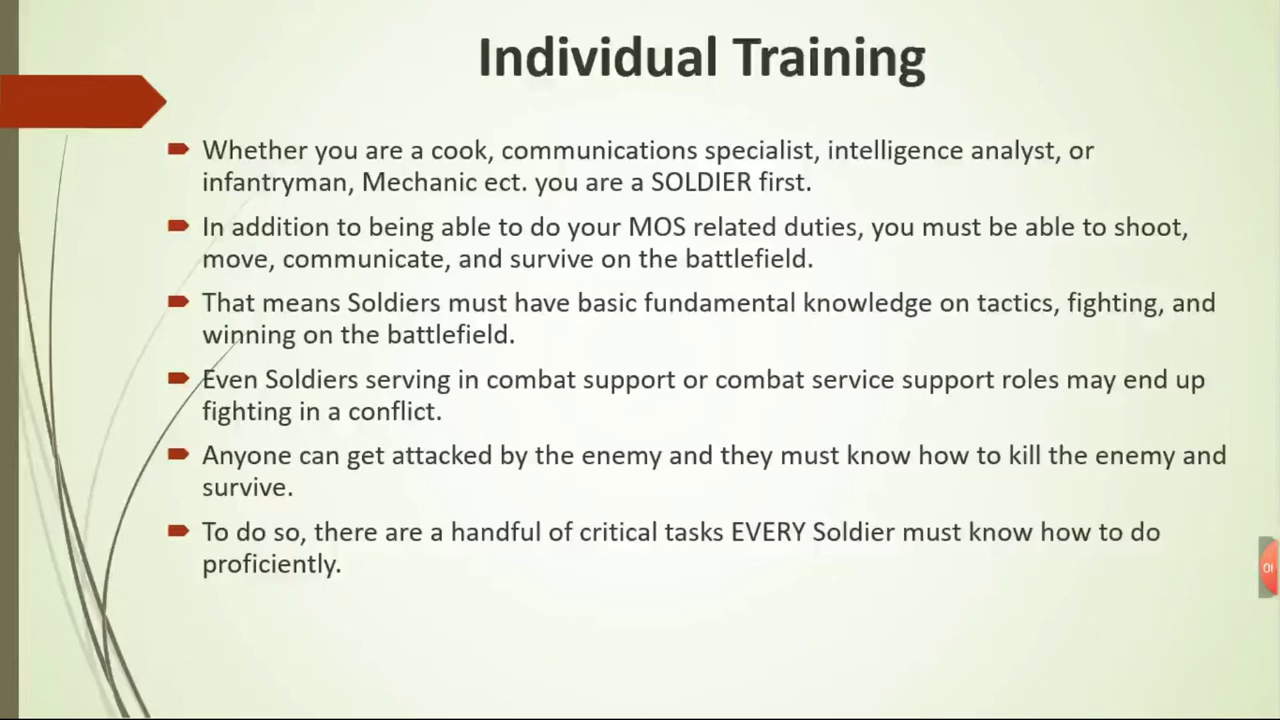 Individual Training
Whether you are a cook, communications specialist, intelligence analyst, or
infantryman, Mechanic ect. you are a SOLDIER first.
In addition to being able to do your MOS related duties, you must be able to shoot,
move, communicate, and survive on the battlefield.
That means Soldiers must have basic fundamental knowledge on tactics, fighting, and
winning on the battlefield.
Even Soldiers serving in combat support or combat service support roles may end up
fighting in a conflict.
Anyone can get attacked by the enemy and they must know how to kill the enemy and
survive.
To do so, there are a handful of critical tasks EVERY Soldier must know how to do
proficiently.